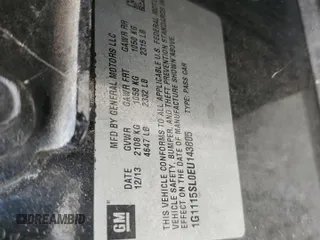 MFD BY GENERAL MOTORS LLC
DATE GVWR GAWR FRT GAWR RR
12/13 2108 KG 1058 KG 1050 KG
4647 LB 2332 LB 2315 LB
THIS VEHICLE CONFORMS TO ALL APPLICABLE U.S. FEDERAL MOTOR
VEHICLE SAFETY, BUMPER, AND THEFT PREVENTION STANDARDS IN
EFFECT ON THE DATE OF MANUFACTURE SHOWN ABOVE.
1G1115SL0EU143805 TYPE: PASS CAR
GM
DREAMBID